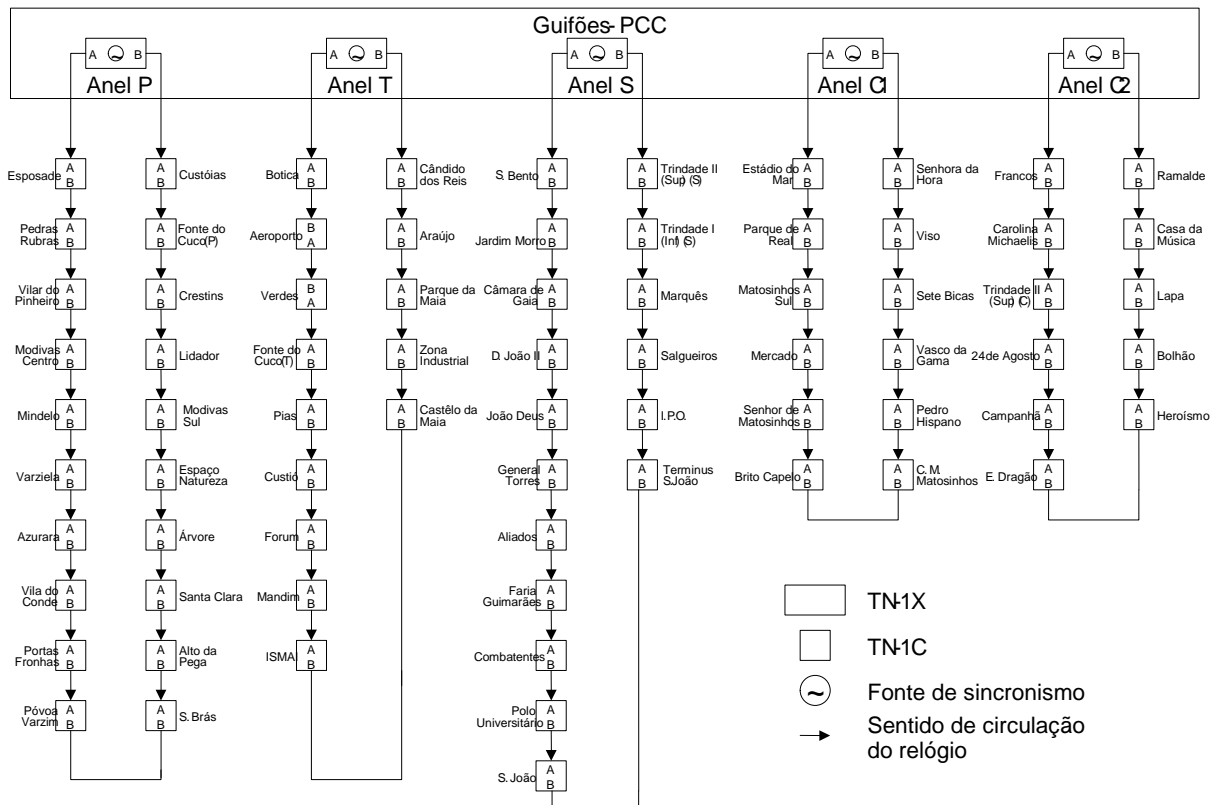 Guifões- PCC
A B
A B
A B
A B
A B
Anel P
Anel T
Anel S
Anel C1
Anel C2
Esposade
A
B
Pedras
Rubras
A
B
Vilar do
Pinheiro
A
B
Modivas
Centro
A
B
Mindelo
A
B
Varziela
A
B
Azurara
A
B
Vila do
Conde
A
B
Portas
Fronhas
A
B
Póvoa
Varzim
A
B
A
B
Custóias
A
B
Fonte do
Cuco(P)
A
B
Crestins
A
B
Lidador
A
B
Modivas
Sul
A
B
Espaço
Natureza
A
B
Árvore
A
B
Santa Clara
A
B
Alto da
Pega
A
B
S. Brás
Botica
A
B
Aeroporto
B
A
Verdes
B
A
Fonte do
Cuco(T)
A
B
Pias
A
B
Custió
A
B
Forum
A
B
Mandim
A
B
ISMAI
A
B
A
B
Cândido
dos Reis
A
B
Araújo
A
B
Parque da
Maia
A
B
Zona
Industrial
A
B
Castêlo da
Maia
S. Bento
A
B
Jardim Morro
A
B
Câmara de
Gaia
A
B
D. João II
A
B
João Deus
A
B
General
Torres
A
B
Aliados
A
B
Faria
Guimarães
A
B
Combatentes
A
B
Polo
Universitário
A
B
S. João
A
B
A
B
Trindade II
(Sup) (S)
A
B
Trindade I
(Inf) (S)
A
B
Marquês
A
B
Salgueiros
A
B
I.P.O.
A
B
Terminus
S.João
Estádio do
Mar
A
B
Parque de
Real
A
B
Matosinhos
Sul
A
B
Mercado
A
B
Senhor de
Matosinhos
A
B
Brito Capelo
A
B
A
B
Senhora da
Hora
A
B
Viso
A
B
Sete Bicas
A
B
Vasco da
Gama
A
B
Pedro
Hispano
A
B
C. M.
Matosinhos
Francos
A
B
Carolina
Michaelis
A
B
Trindade II
(Sup) (C)
A
B
24 de Agosto
A
B
Campanhã
A
B
E. Dragão
A
B
A
B
Ramalde
A
B
Casa da
Música
A
B
Lapa
A
B
Bolhão
A
B
Heroísmo
TN-1X
TN-1C
Fonte de sincronismo
Sentido de circulação
do relógio